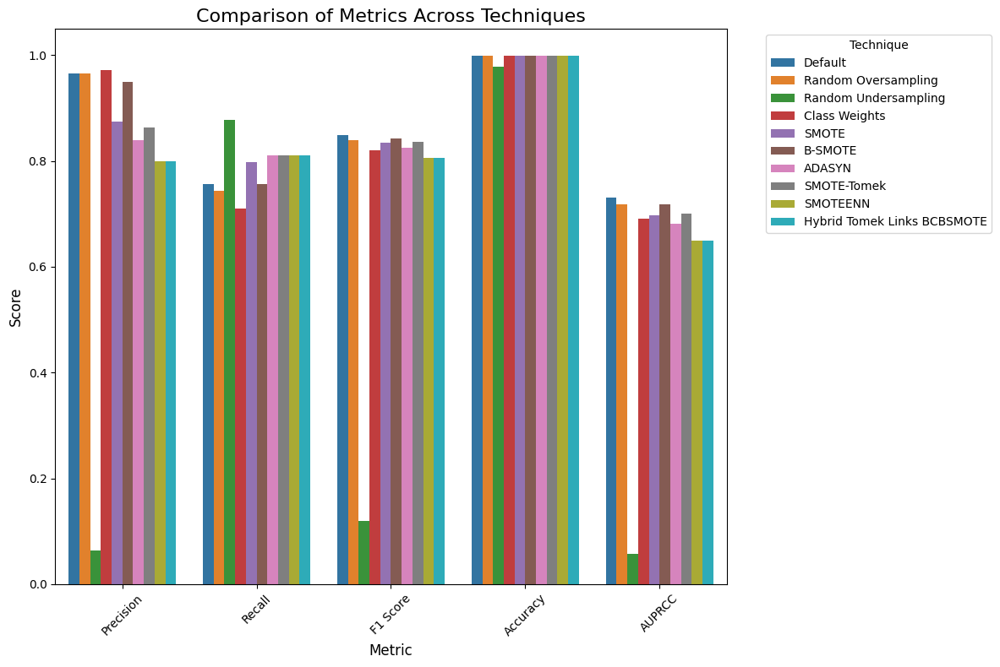 Comparison of Metrics Across Techniques
Technique
Default
Random Oversampling
Random Undersampling
Class Weights
SMOTE
B-SMOTE
ADASYN
SMOTE-Tomek
SMOTEENN
Hybrid Tomek Links BCBSMOTE
Score
1.0
0.8
0.6
0.4
0.2
0.0
Precision
Recall
F1 Score
Accuracy
AUPRCC
Metric